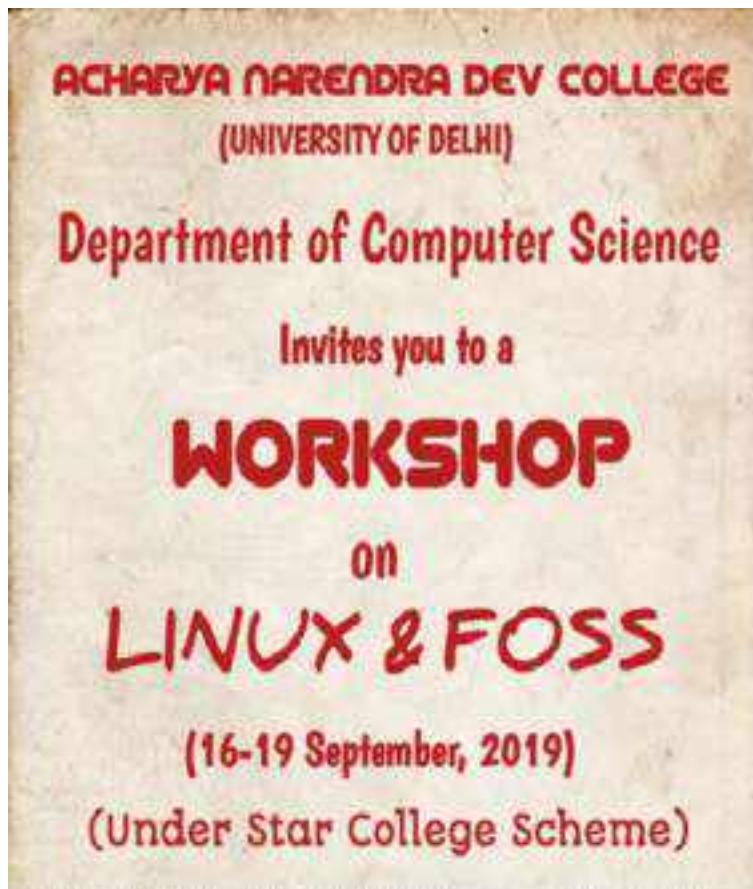 ACHARYA NARENDRA DEV COLLEGE
(UNIVERSITY OF DELHI)
Department of Computer Science
Invites you to a
WORKSHOP
on
LINUX & FOSS
(16-19 September, 2019)
(Under Star College Scheme)